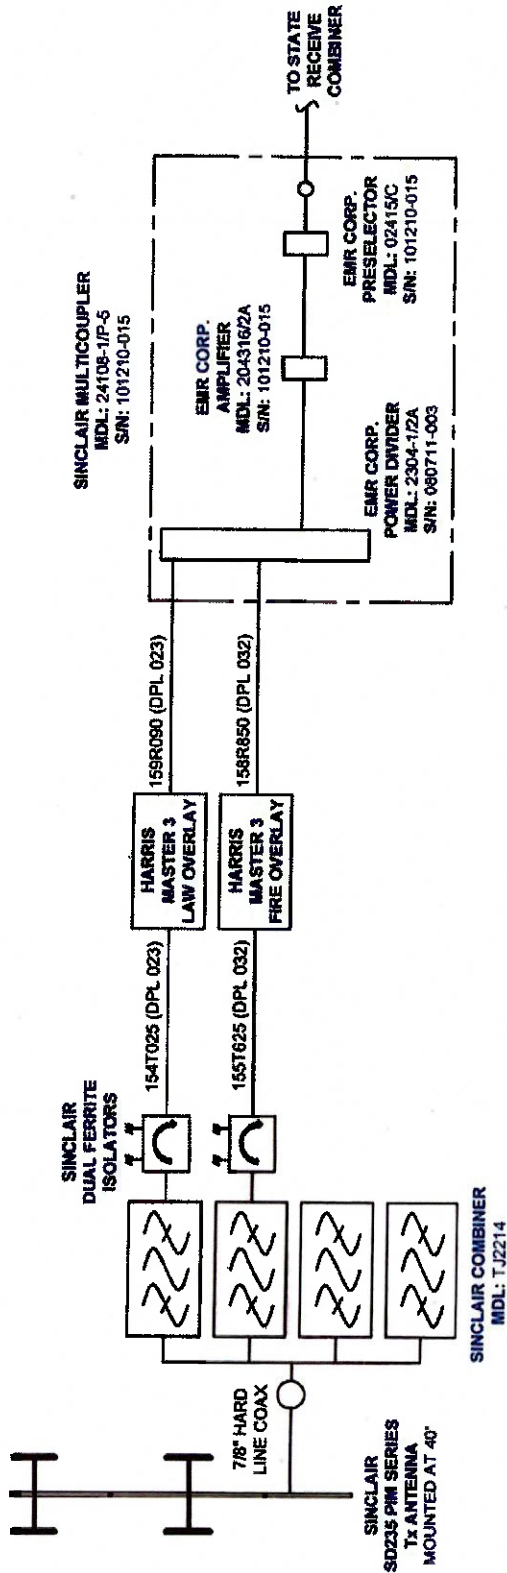 SINCLAIR
SD235 PIM SERIES
Tx ANTENNA
MOUNTED AT 40'
7/8" HARD
LINE COAX
SINCLAIR COMBINER
MDL: TJ2214
SINCLAIR
DUAL FERRITE
ISOLATORS
154T025 (DPL 023)
155T625 (DPL 032)
HARRIS
MASTER 3
LAW OVERLAY
HARRIS
MASTER 3
FIRE OVERLAY
159R090 (DPL 023)
158R850 (DPL 032)
SINCLAIR MULTICOUPLER
MDL: 24108-1/P-5
S/N: 101210-015
EMR CORP.
AMPLIFIER
MDL: 204316/2A
S/N: 101210-015
EMR CORP.
POWER DIVIDER
MDL: 2304-1/2A
S/N: 080711-003
EMR CORP.
PRESELECTOR
MDL: 02415/C
S/N: 101210-015
TO STATE
RECEIVE
COMBINER